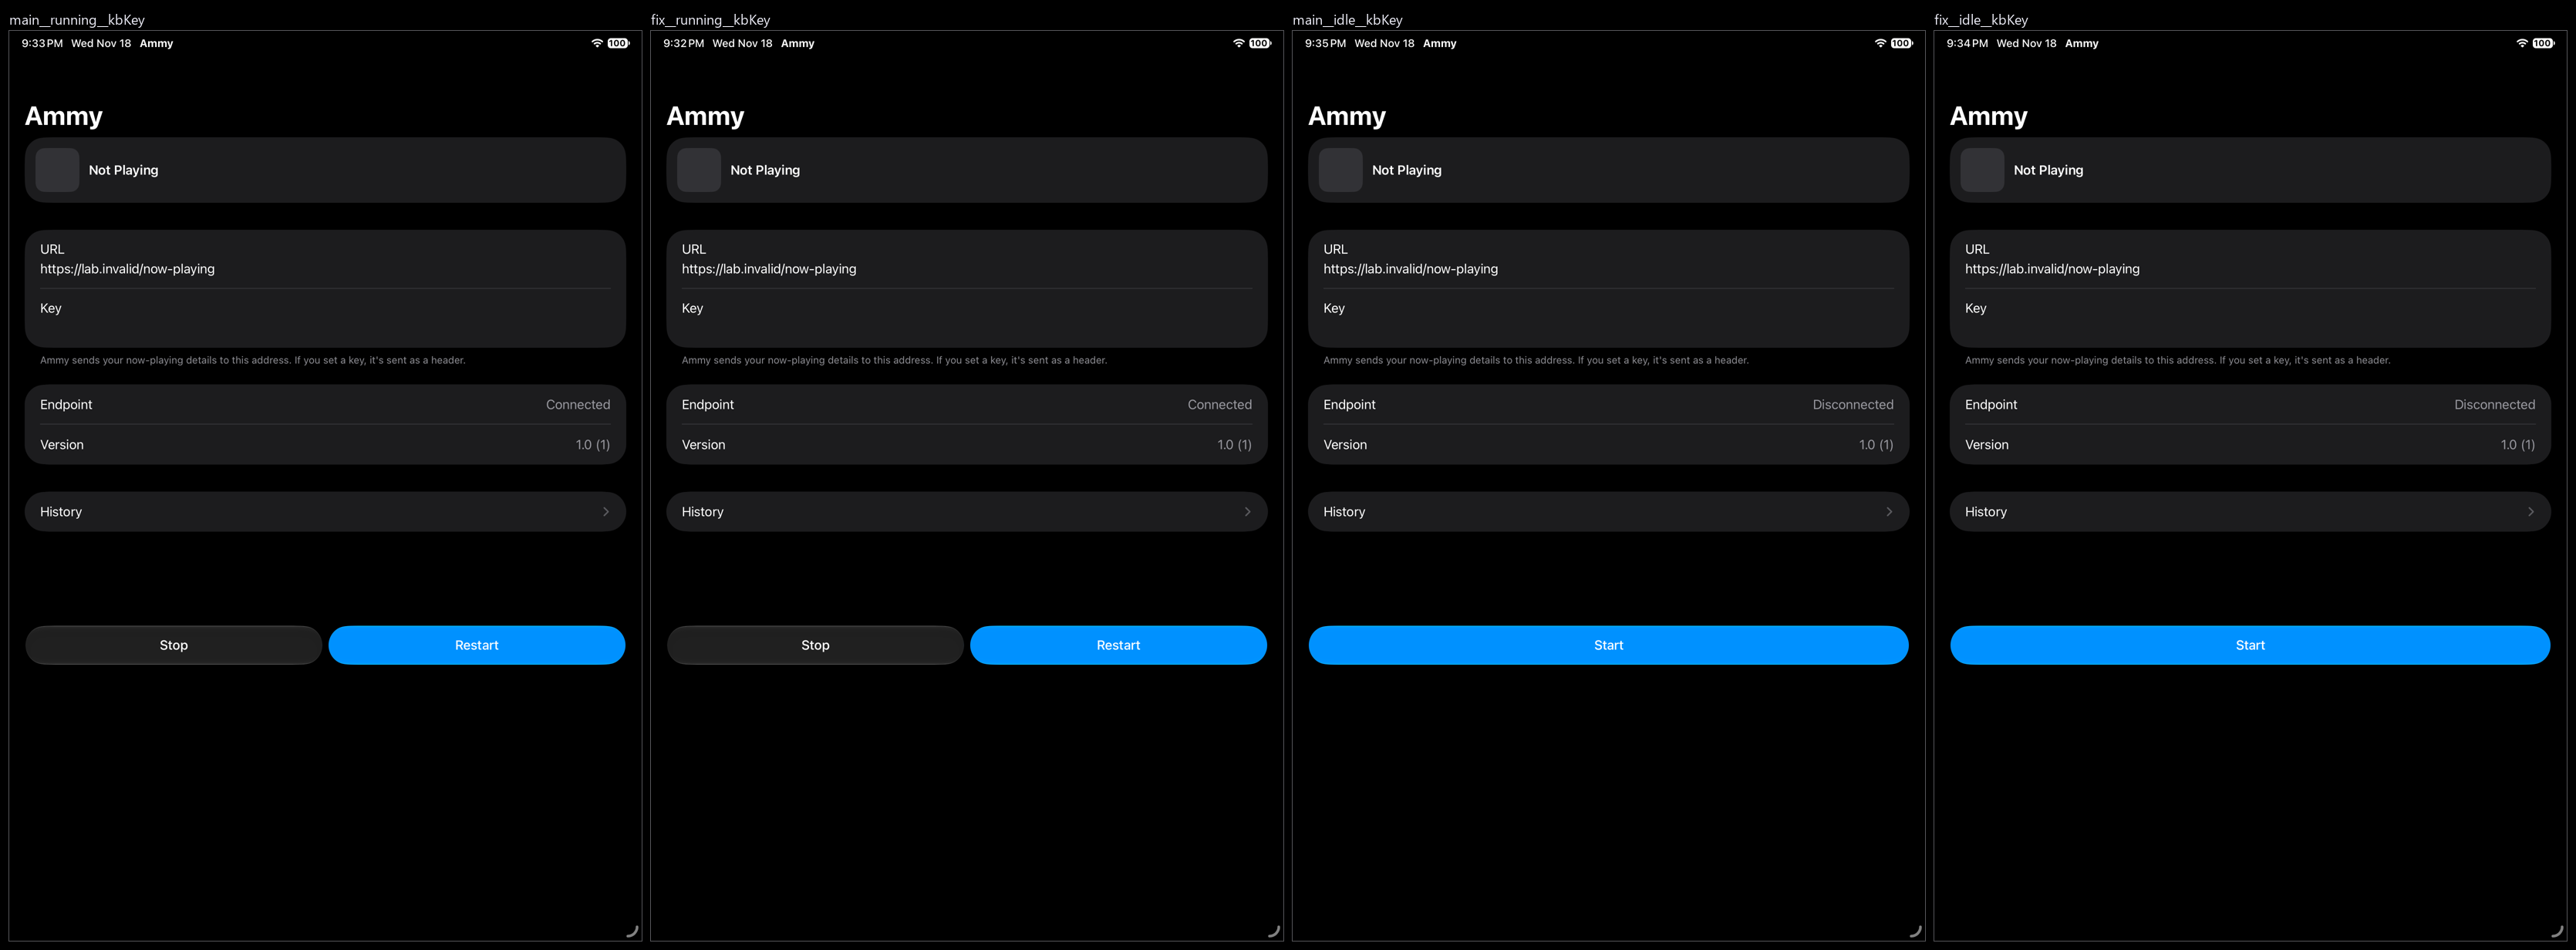 main__running__kbKey
9:33 PM Wed Nov 18 Ammy
100
Ammy
Not Playing
URL
https://lab.invalid/now-playing
Key
Ammy sends your now-playing details to this address. If you set a key, it's sent as a header.
Endpoint Connected
Version 1.0 (1)
History
Stop Restart
fix__running__kbKey
9:32 PM Wed Nov 18 Ammy
100
Ammy
Not Playing
URL
https://lab.invalid/now-playing
Key
Ammy sends your now-playing details to this address. If you set a key, it's sent as a header.
Endpoint Connected
Version 1.0 (1)
History
Stop Restart
main__idle__kbKey
9:35 PM Wed Nov 18 Ammy
100
Ammy
Not Playing
URL
https://lab.invalid/now-playing
Key
Ammy sends your now-playing details to this address. If you set a key, it's sent as a header.
Endpoint Disconnected
Version 1.0 (1)
History
Start
fix__idle__kbKey
9:34 PM Wed Nov 18 Ammy
100
Ammy
Not Playing
URL
https://lab.invalid/now-playing
Key
Ammy sends your now-playing details to this address. If you set a key, it's sent as a header.
Endpoint Disconnected
Version 1.0 (1)
History
Start